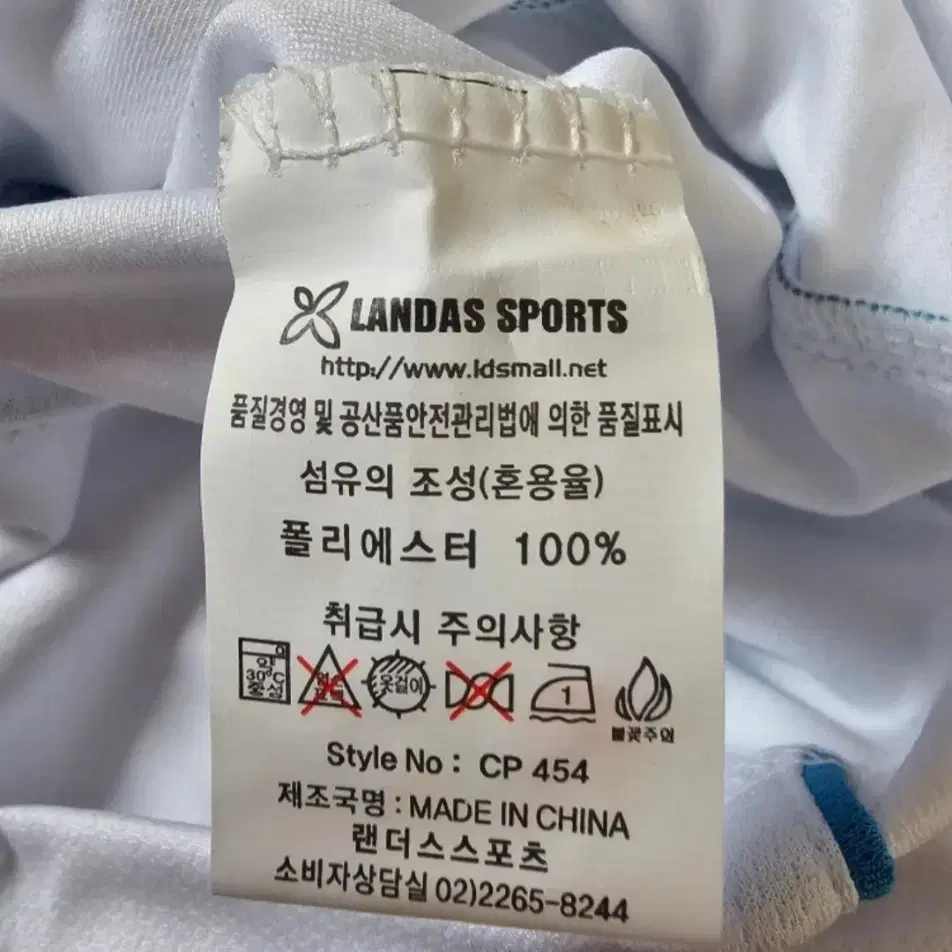 LANDAS SPORTS
http://www.ldsmall.net
품질경영 및 공산품안전관리법에 의한 품질표시
섬유의 조성(혼용율)
폴리에스터 100%
취급시 주의사항
약
30℃
중성
옷걸이
1
불꽃주의
Style No : CP 454
제조국명 : MADE IN CHINA
랜더스스포츠
소비자상담실 02)2265-8244